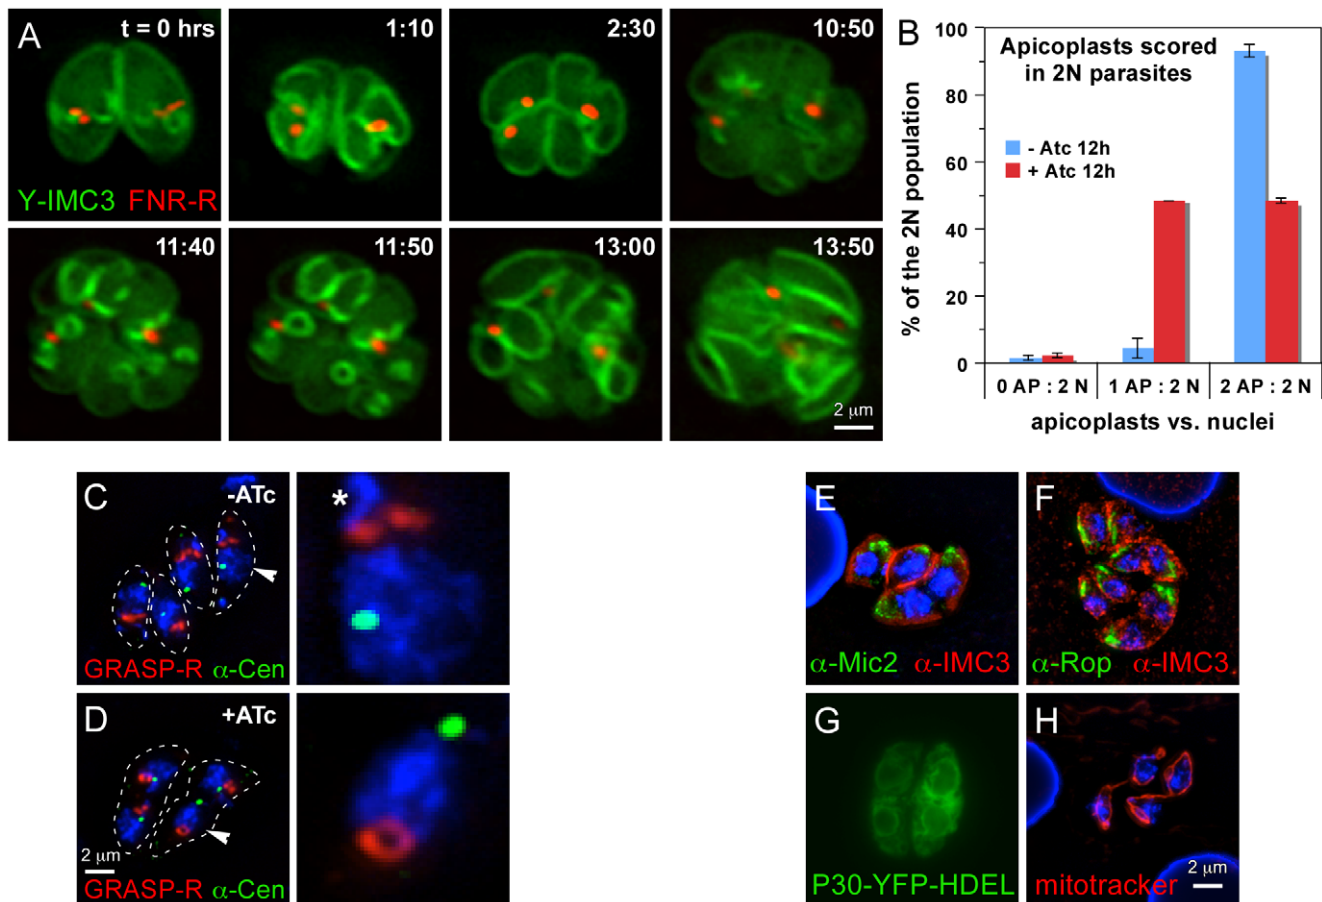 A
t = 0 hrs
1:10
2:30
10:50
Y-IMC3 FNR-R
11:40
11:50
13:00
13:50
2 μm
B
Apicoplasts scored
in 2N parasites
- Atc 12h
+ Atc 12h
% of the 2N population
100
80
60
40
20
0
0 AP : 2 N
1 AP : 2 N
2 AP : 2 N
apicoplasts vs. nuclei
C
-ATc
*
GRASP-R α-Cen
D
+ATc
2 μm
GRASP-R α-Cen
E
α-Mic2 α-IMC3
F
α-Rop α-IMC3
G
P30-YFP-HDEL
H
mitotracker
2 μm